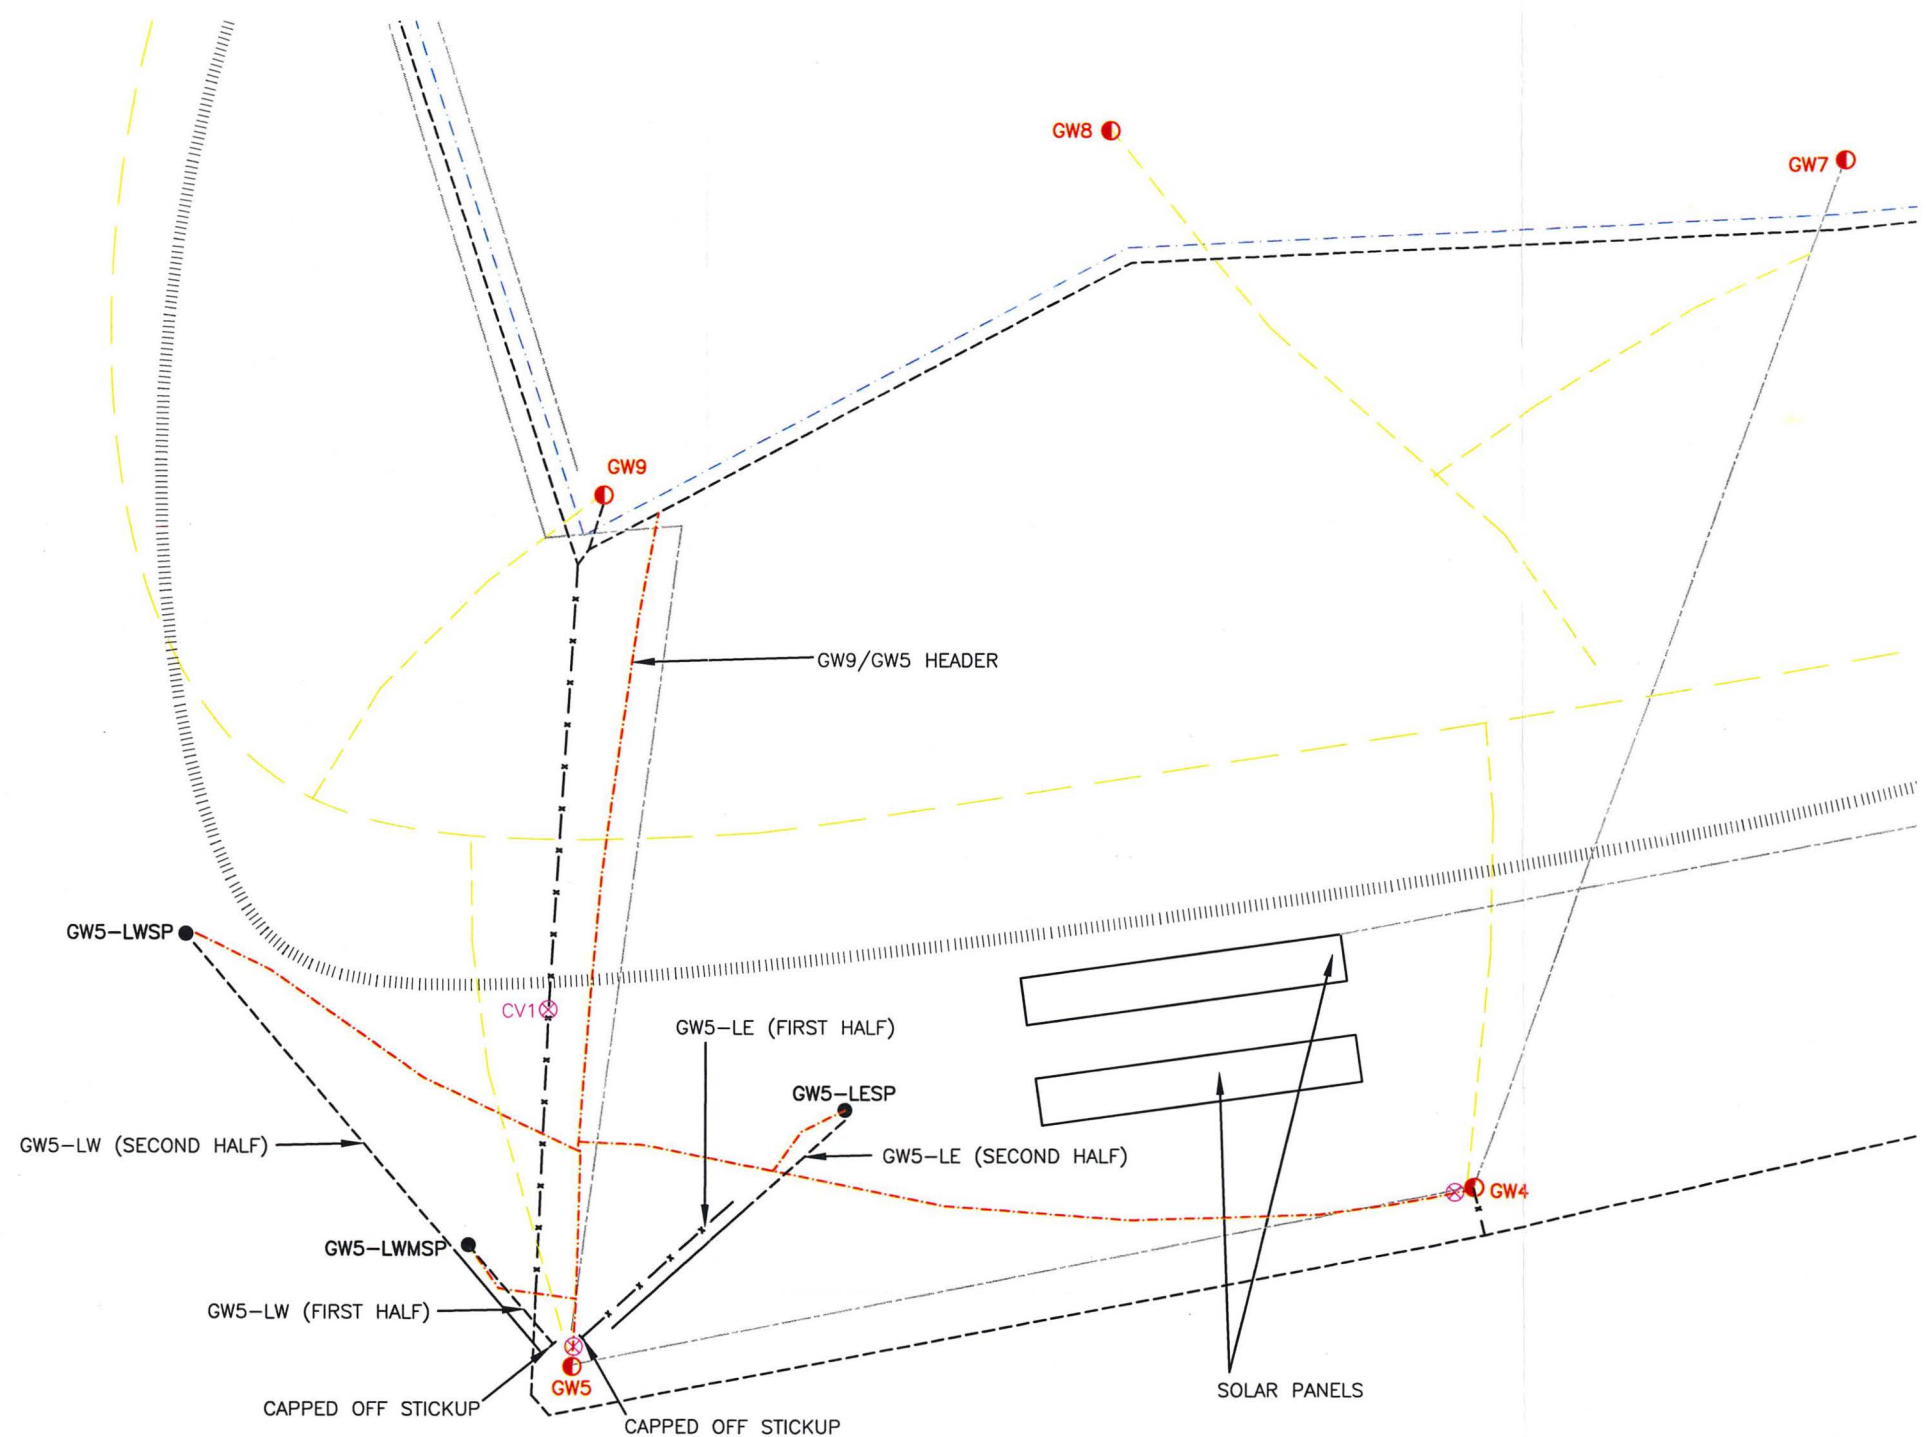 GW8
GW7
GW9
GW9/GW5 HEADER
GW5-LWSP
CV1
GW5-LE (FIRST HALF)
GW5-LESP
GW5-LW (SECOND HALF)
GW5-LE (SECOND HALF)
GW4
GW5-LWMSP
GW5-LW (FIRST HALF)
GW5
SOLAR PANELS
CAPPED OFF STICKUP
CAPPED OFF STICKUP